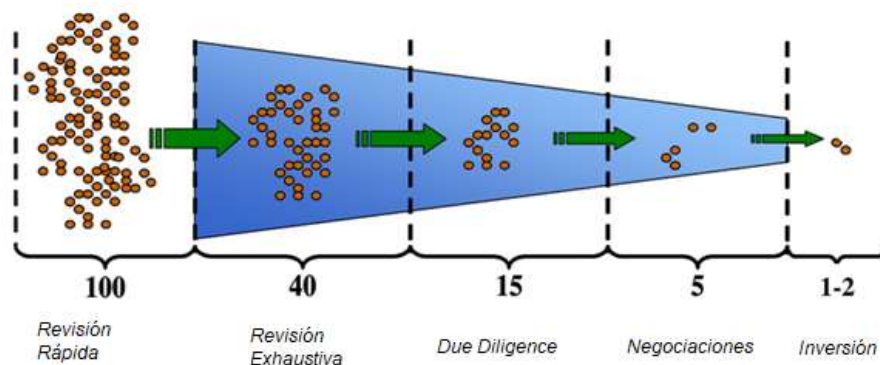 100
40
15
5
1-2
Revisión
Rápida
Revisión
Exhaustiva
Due Diligence
Negociaciones
Inversión